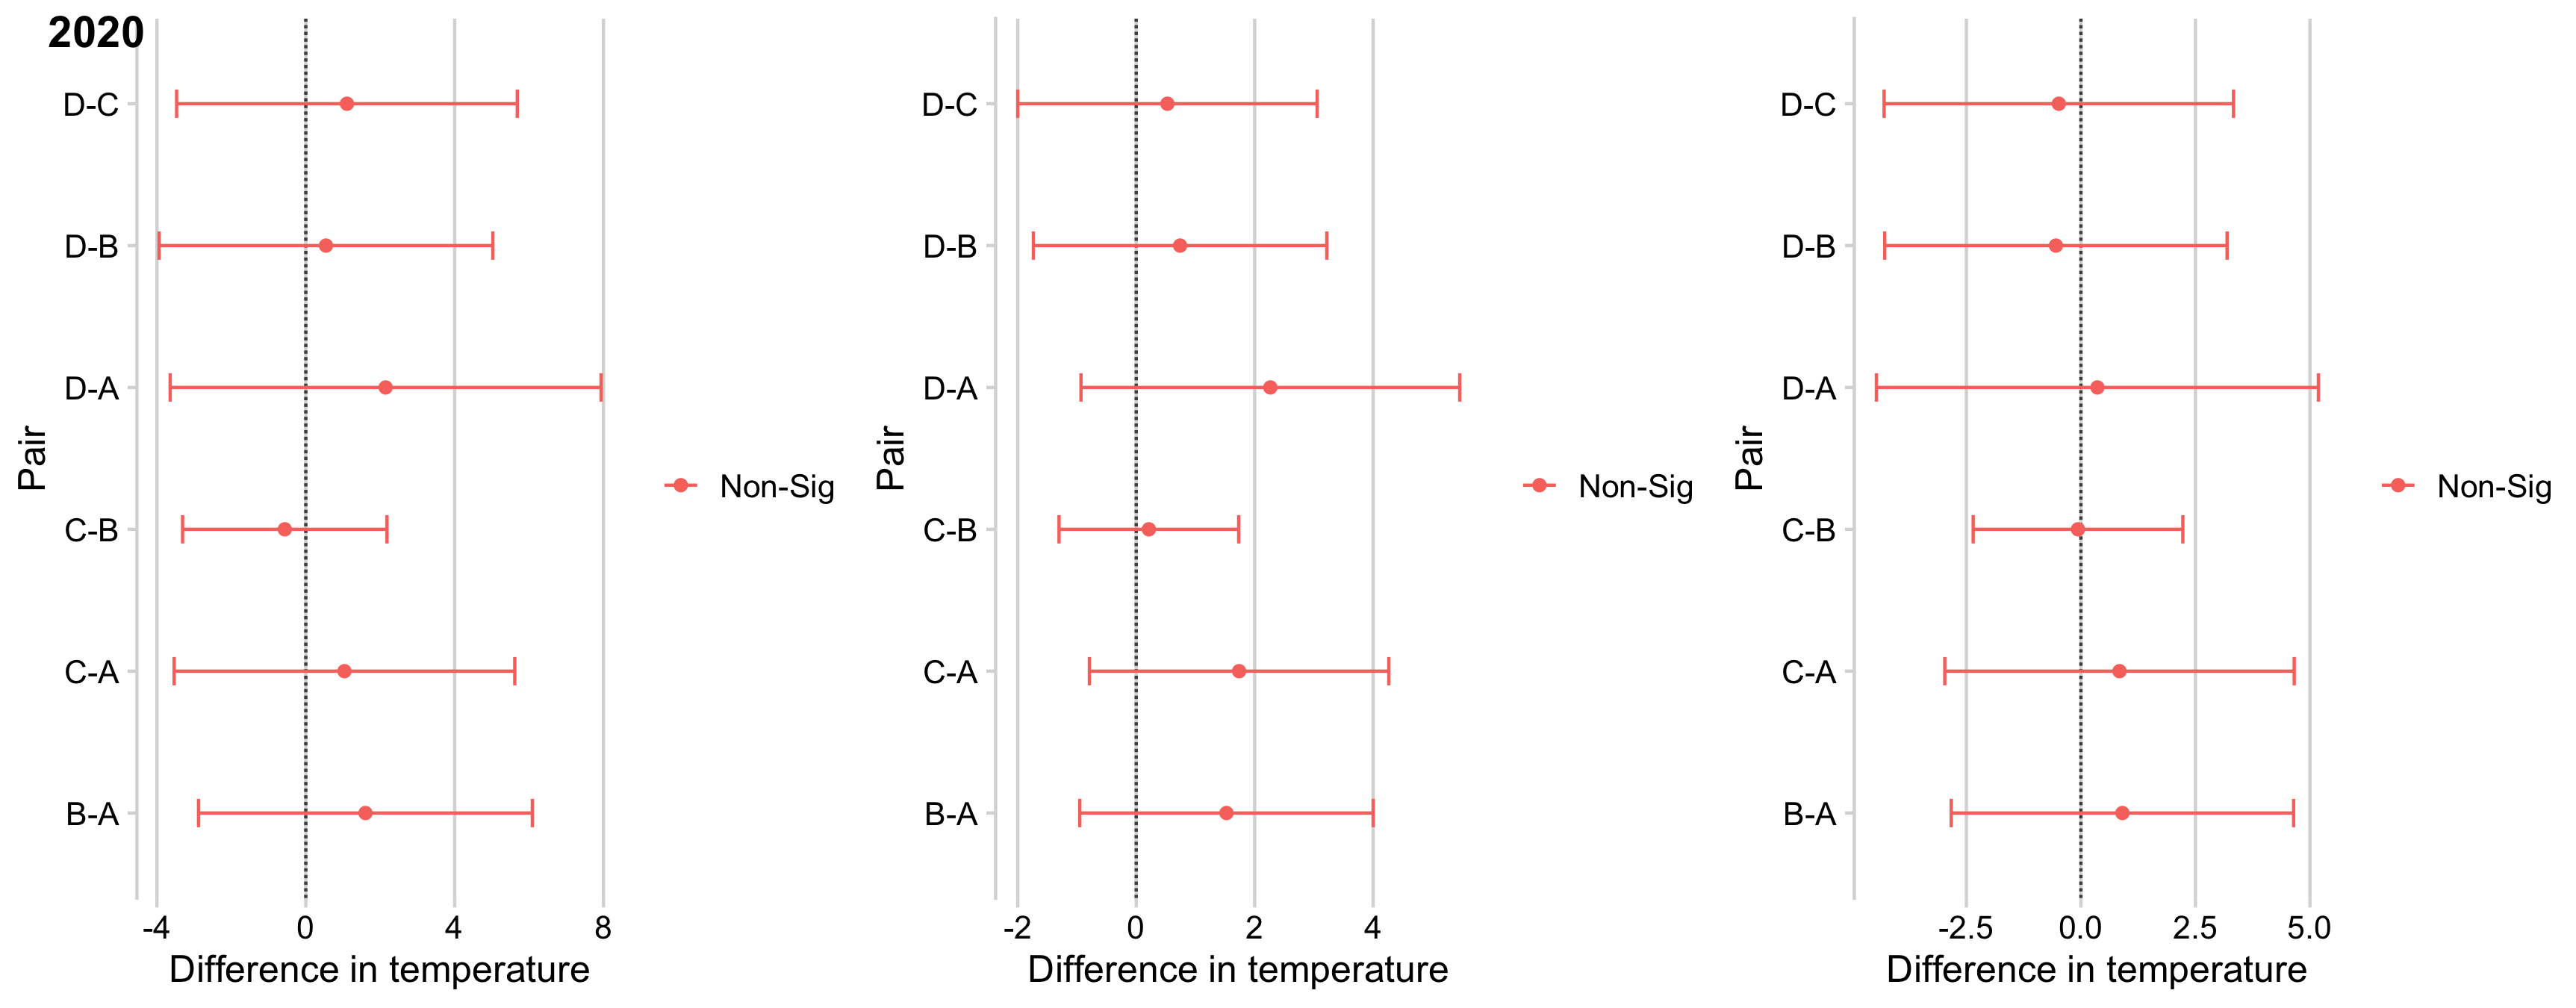 2020
Pair
D-C
D-B
D-A
C-B
C-A
B-A
-4 0 4 8
Difference in temperature
Non-Sig
Pair
D-C
D-B
D-A
C-B
C-A
B-A
-2 0 2 4
Difference in temperature
Non-Sig
Pair
D-C
D-B
D-A
C-B
C-A
B-A
-2.5 0.0 2.5 5.0
Difference in temperature
Non-Sig